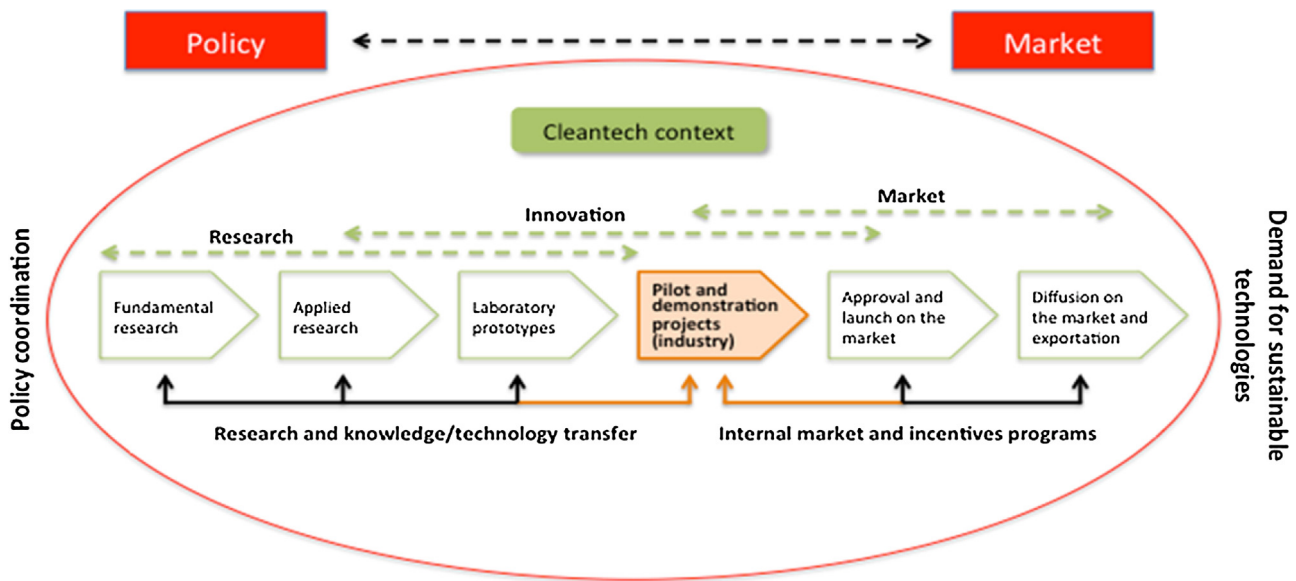 Policy
Market
Cleantech context
Market
Innovation
Research
Policy coordination
Fundamental
research
Applied
research
Laboratory
prototypes
Pilot and
demonstration
projects
(industry)
Approval and
launch on the
market
Diffusion on
the market and
exportation
Demand for sustainable
technologies
Research and knowledge/technology transfer
Internal market and incentives programs